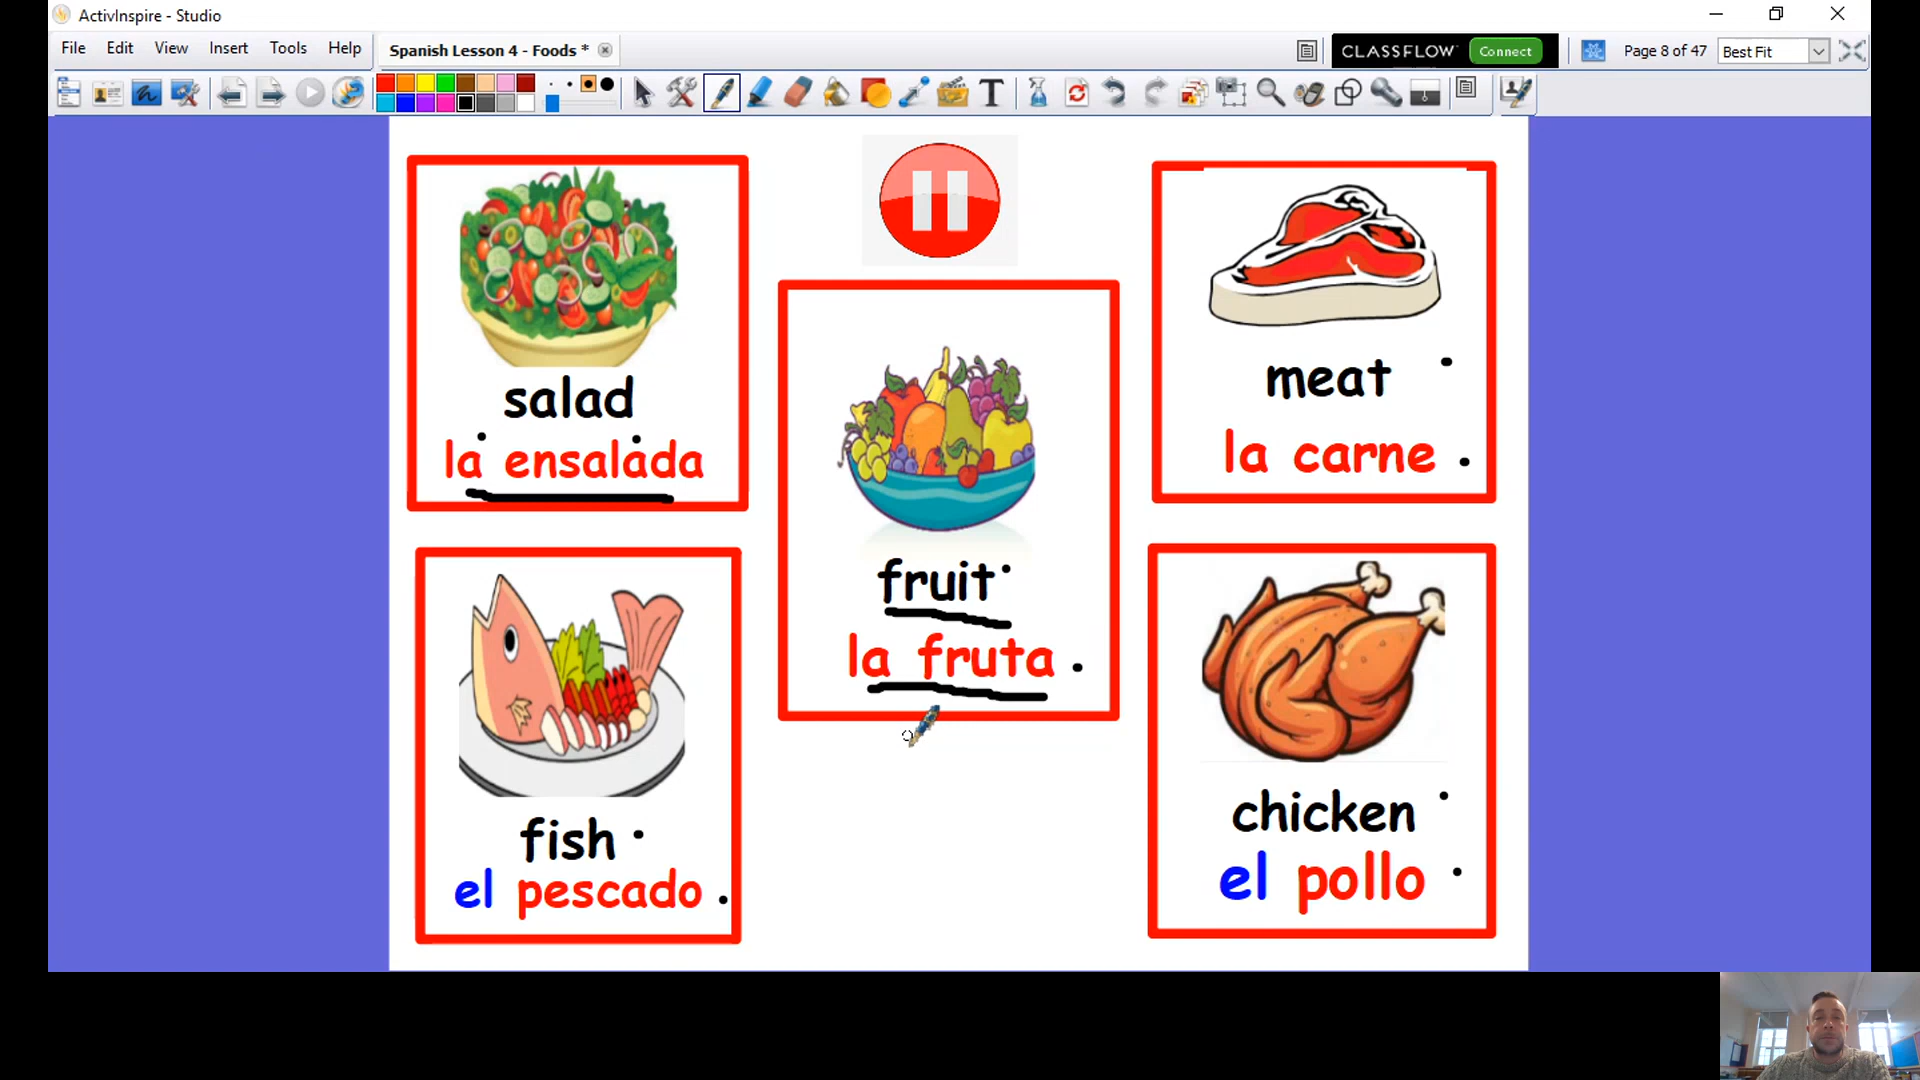 ActivInspire - Studio
File Edit View Insert Tools Help
Spanish Lesson 4 - Foods *
CLASSFLOW Connect
Page 8 of 47
Best Fit
T
salad
la ensalada
fruit
la fruta
meat
la carne
fish
el pescado
chicken
el pollo